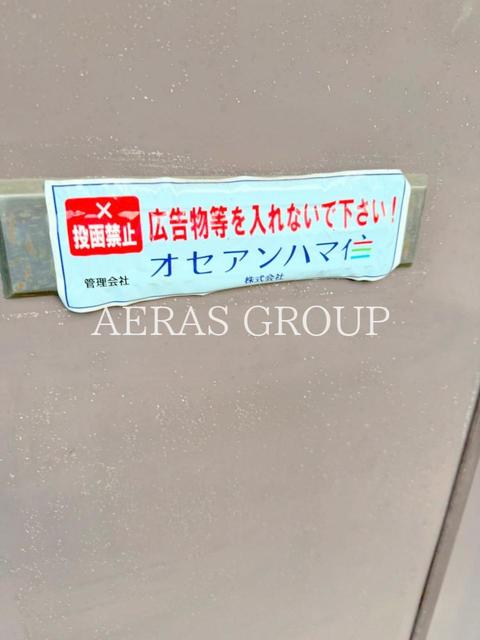 ×
投函禁止
広告物等を入れないで下さい!
管理会社
オセアンハマ信
株式会社
AERAS GROUP